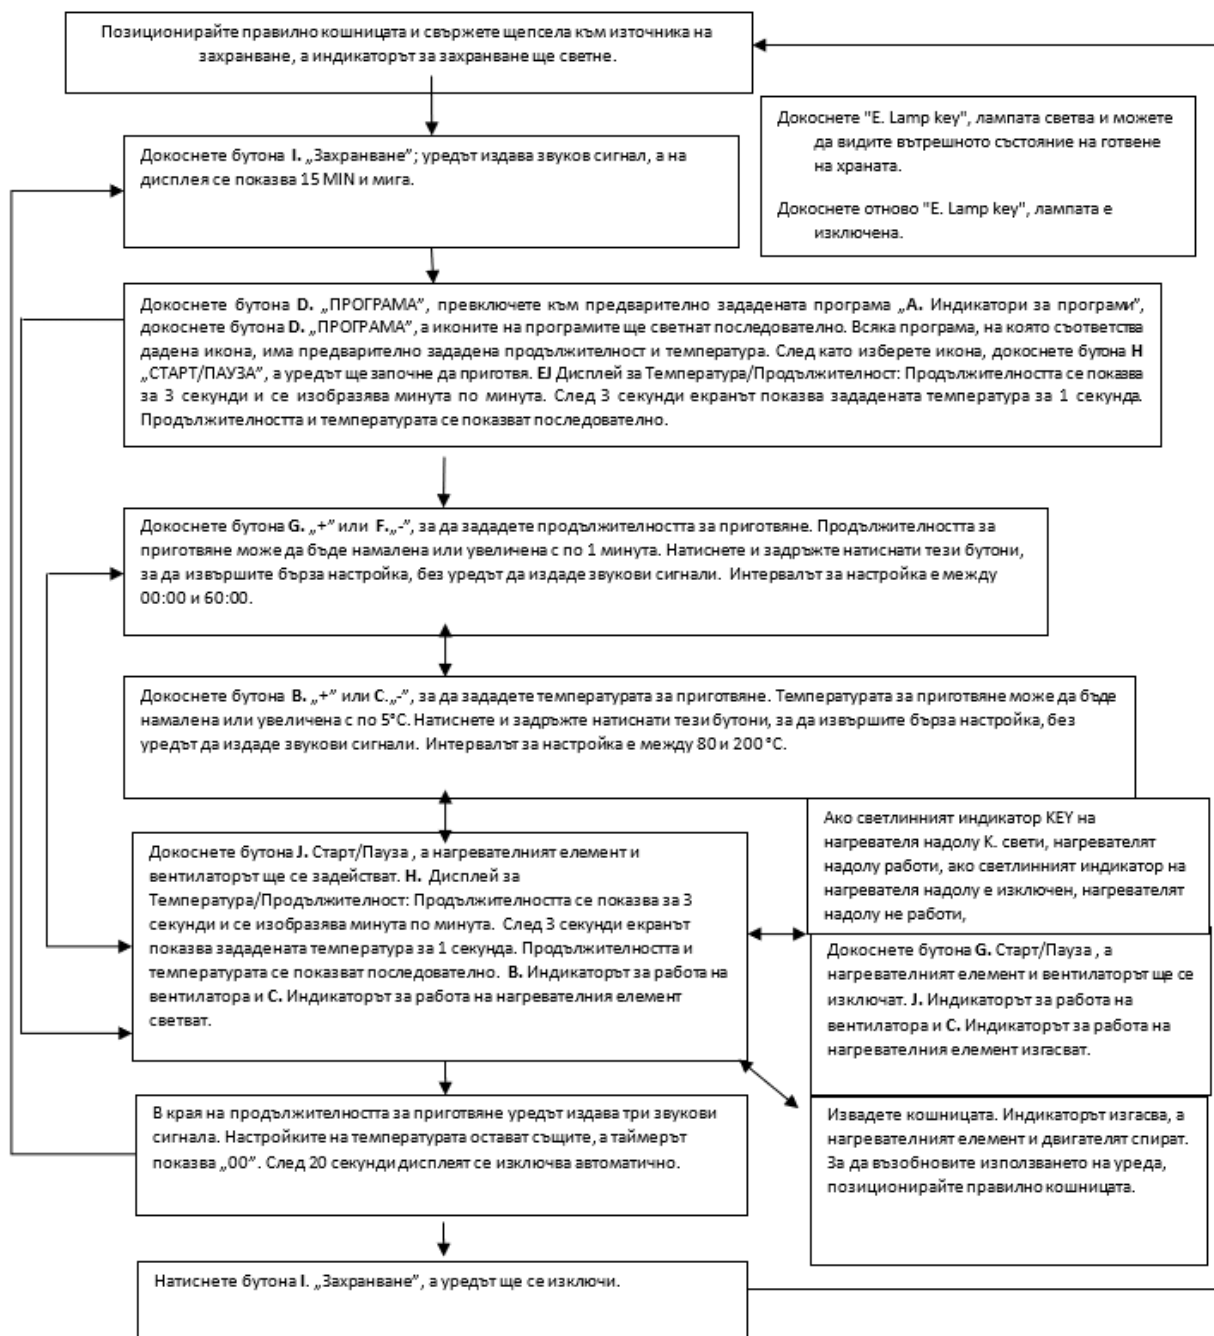 Позиционирайте правилно кошницата и свържете щепсела към източника на
захранване, а индикаторът за захранване ще светне.
Докоснете "E. Lamp key", лампата светва и можете
да видите вътрешното състояние на готвене
на храната.
Докоснете отново "E. Lamp key", лампата е
изключена.
Докоснете бутона I. „Захранване”; уредът издава звуков сигнал, а на
дисплея се показва 15 MIN и мига.
Докоснете бутона D. „ПРОГРАМА”, превключете към предварително зададената програма „A. Индикатори за програми”,
докоснете бутона D. „ПРОГРАМА”, а иконите на програмите ще светнат последователно. Всяка програма, на която съответства
дадена икона, има предварително зададена продължителност и температура. След като изберете икона, докоснете бутона H
„СТАРТ/ПАУЗА”, а уредът ще започне да приготвя. EJ Дисплей за Температура/Продължителност: Продължителността се показва
за 3 секунди и се изобразява минута по минута. След 3 секунди екранът показва зададената температура за 1 секунда.
Продължителността и температурата се показват последователно.
Докоснете бутона G. „+” или F.„-”, за да зададете продължителността за приготвяне. Продължителността за
приготвяне може да бъде намалена или увеличена с по 1 минута. Натиснете и задръжте натиснати тези бутони,
за да извършите бърза настройка, без уредът да издаде звукови сигнали. Интервалът за настройка е между
00:00 и 60:00.
Докоснете бутона B. „+” или C.„-”, за да зададете температурата за приготвяне. Температурата за приготвяне може да бъде
намалена или увеличена с по 5°C. Натиснете и задръжте натиснати тези бутони, за да извършите бърза настройка, без
уредът да издаде звукови сигнали. Интервалът за настройка е между 80 и 200 °C.
Докоснете бутона J. Старт/Пауза , а нагревателният елемент и
вентилаторът ще се задействат. H. Дисплей за
Температура/Продължителност: Продължителността се показва за 3
секунди и се изобразява минута по минута. След 3 секунди екранът
показва зададената температура за 1 секунда. Продължителността и
температурата се показват последователно. B. Индикаторът за работа на
вентилатора и C. Индикаторът за работа на нагревателния елемент
светват.
Ако светлинният индикатор KEY на
нагревателя надолу K. свети, нагревателят
надолу работи, ако светлинният индикатор на
нагревателя надолу е изключен, нагревателят
надолу не работи,
Докоснете бутона G. Старт/Пауза , а
нагревателният елемент и вентилаторът ще се
изключат. J. Индикаторът за работа на
вентилатора и C. Индикаторът за работа на
нагревателния елемент изгасват.
Извадете кошницата. Индикаторът изгасва, а
нагревателният елемент и двигателят спират.
За да възобновите използването на уреда,
позиционирайте правилно кошницата.
В края на продължителността за приготвяне уредът издава три звукови
сигнала. Настройките на температурата остават същите, а таймерът
показва „00”. След 20 секунди дисплеят се изключва автоматично.
Натиснете бутона I. „Захранване”, а уредът ще се изключи.